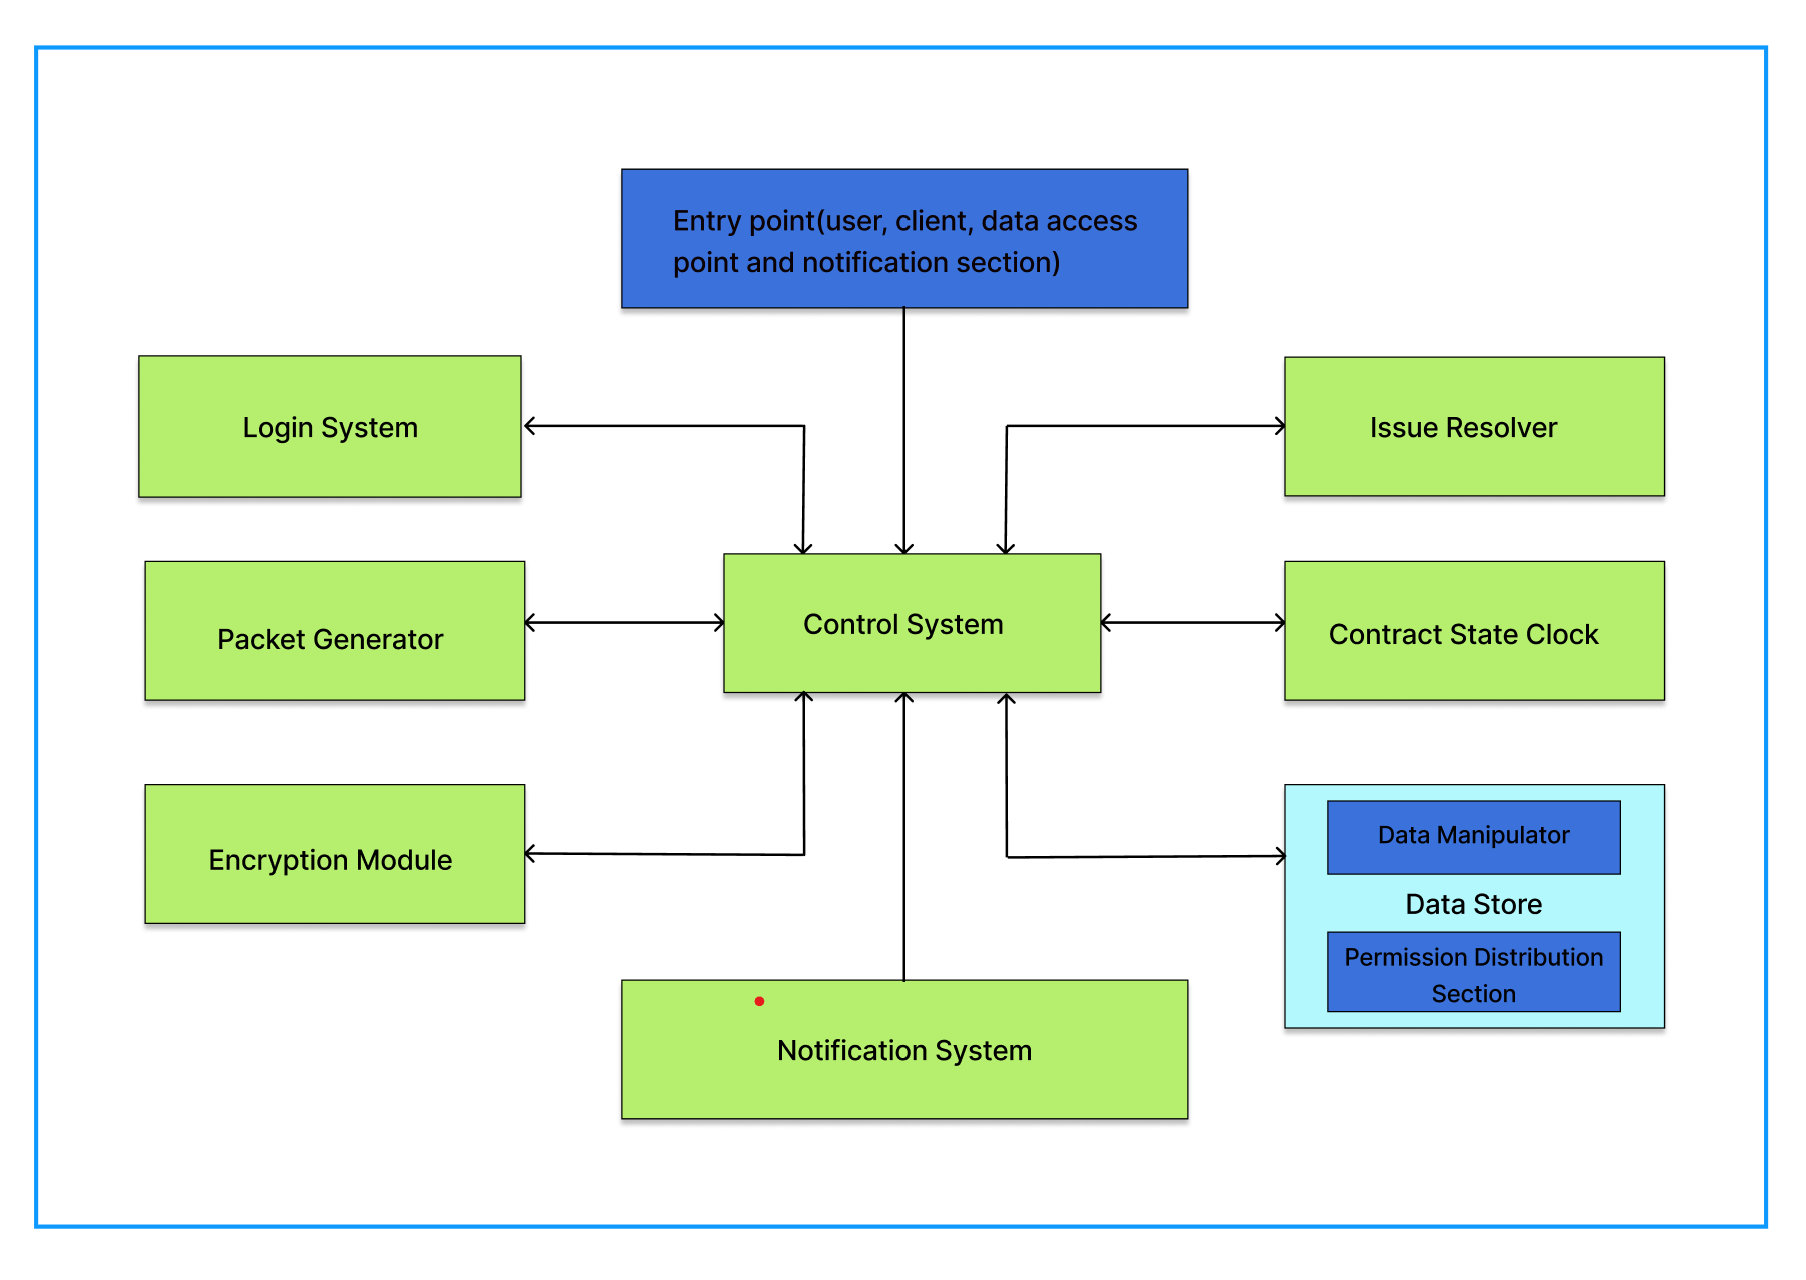 Entry point(user, client, data access
point and notification section)
Login System
Issue Resolver
Packet Generator
Control System
Contract State Clock
Encryption Module
Data Manipulator
Data Store
Permission Distribution
Section
Notification System